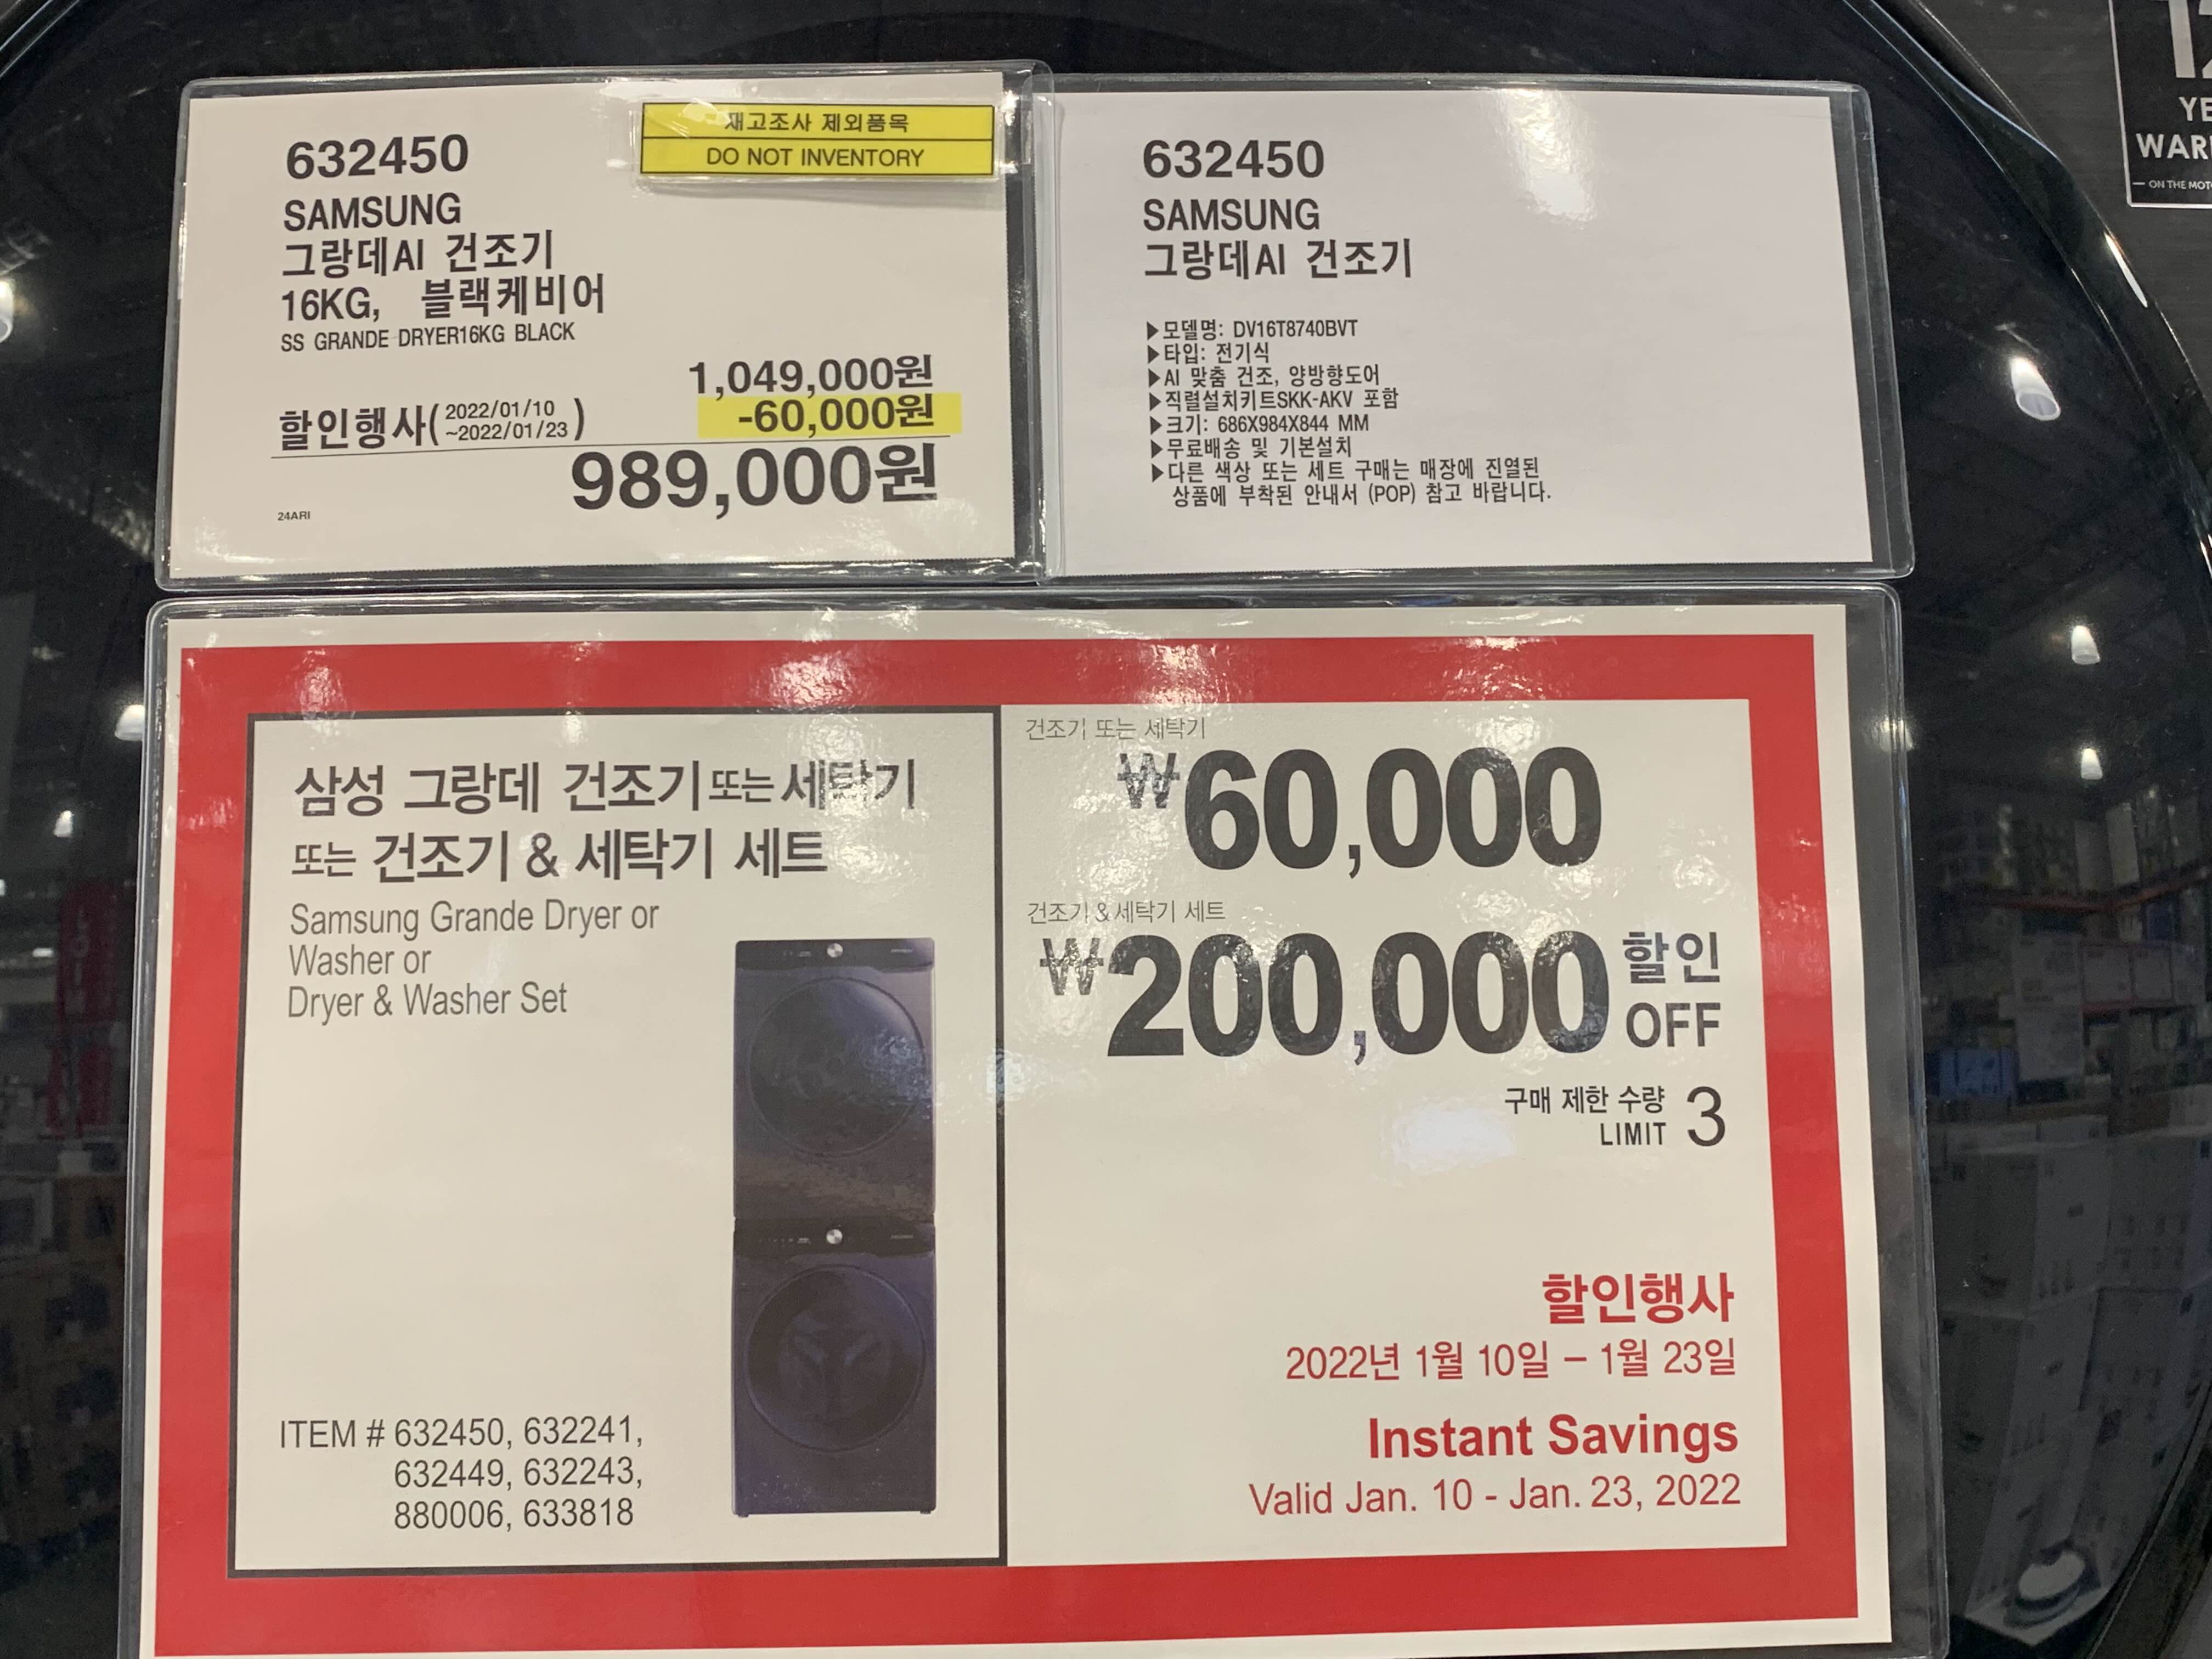 632450
재고조사 제외품목
DO NOT INVENTORY
SAMSUNG
그랑데AI 건조기
16KG, 블랙케비어
SS GRANDE DRYER16KG BLACK
1,049,000원
할인행사( 2022/01/10 ~2022/01/23 ) -60,000원
989,000원
24ARI
632450
SAMSUNG
그랑데AI 건조기
▶모델명: DV16T8740BVT
▶타입: 전기식
▶AI 맞춤 건조, 양방향도어
▶직렬설치키트SKK-AKV 포함
▶크기: 686X984X844 MM
▶무료배송 및 기본설치
▶다른 색상 또는 세트 구매는 매장에 진열된
상품에 부착된 안내서 (POP) 참고 바랍니다.
삼성 그랑데 건조기 또는 세탁기
또는 건조기 & 세탁기 세트
Samsung Grande Dryer or
Washer or
Dryer & Washer Set
ITEM # 632450, 632241,
632449, 632243,
880006, 633818
건조기 또는 세탁기
₩60,000
건조기 & 세탁기 세트
₩200,000 할인 OFF
구매 제한 수량
LIMIT 3
할인행사
2022년 1월 10일 – 1월 23일
Instant Savings
Valid Jan. 10 - Jan. 23, 2022